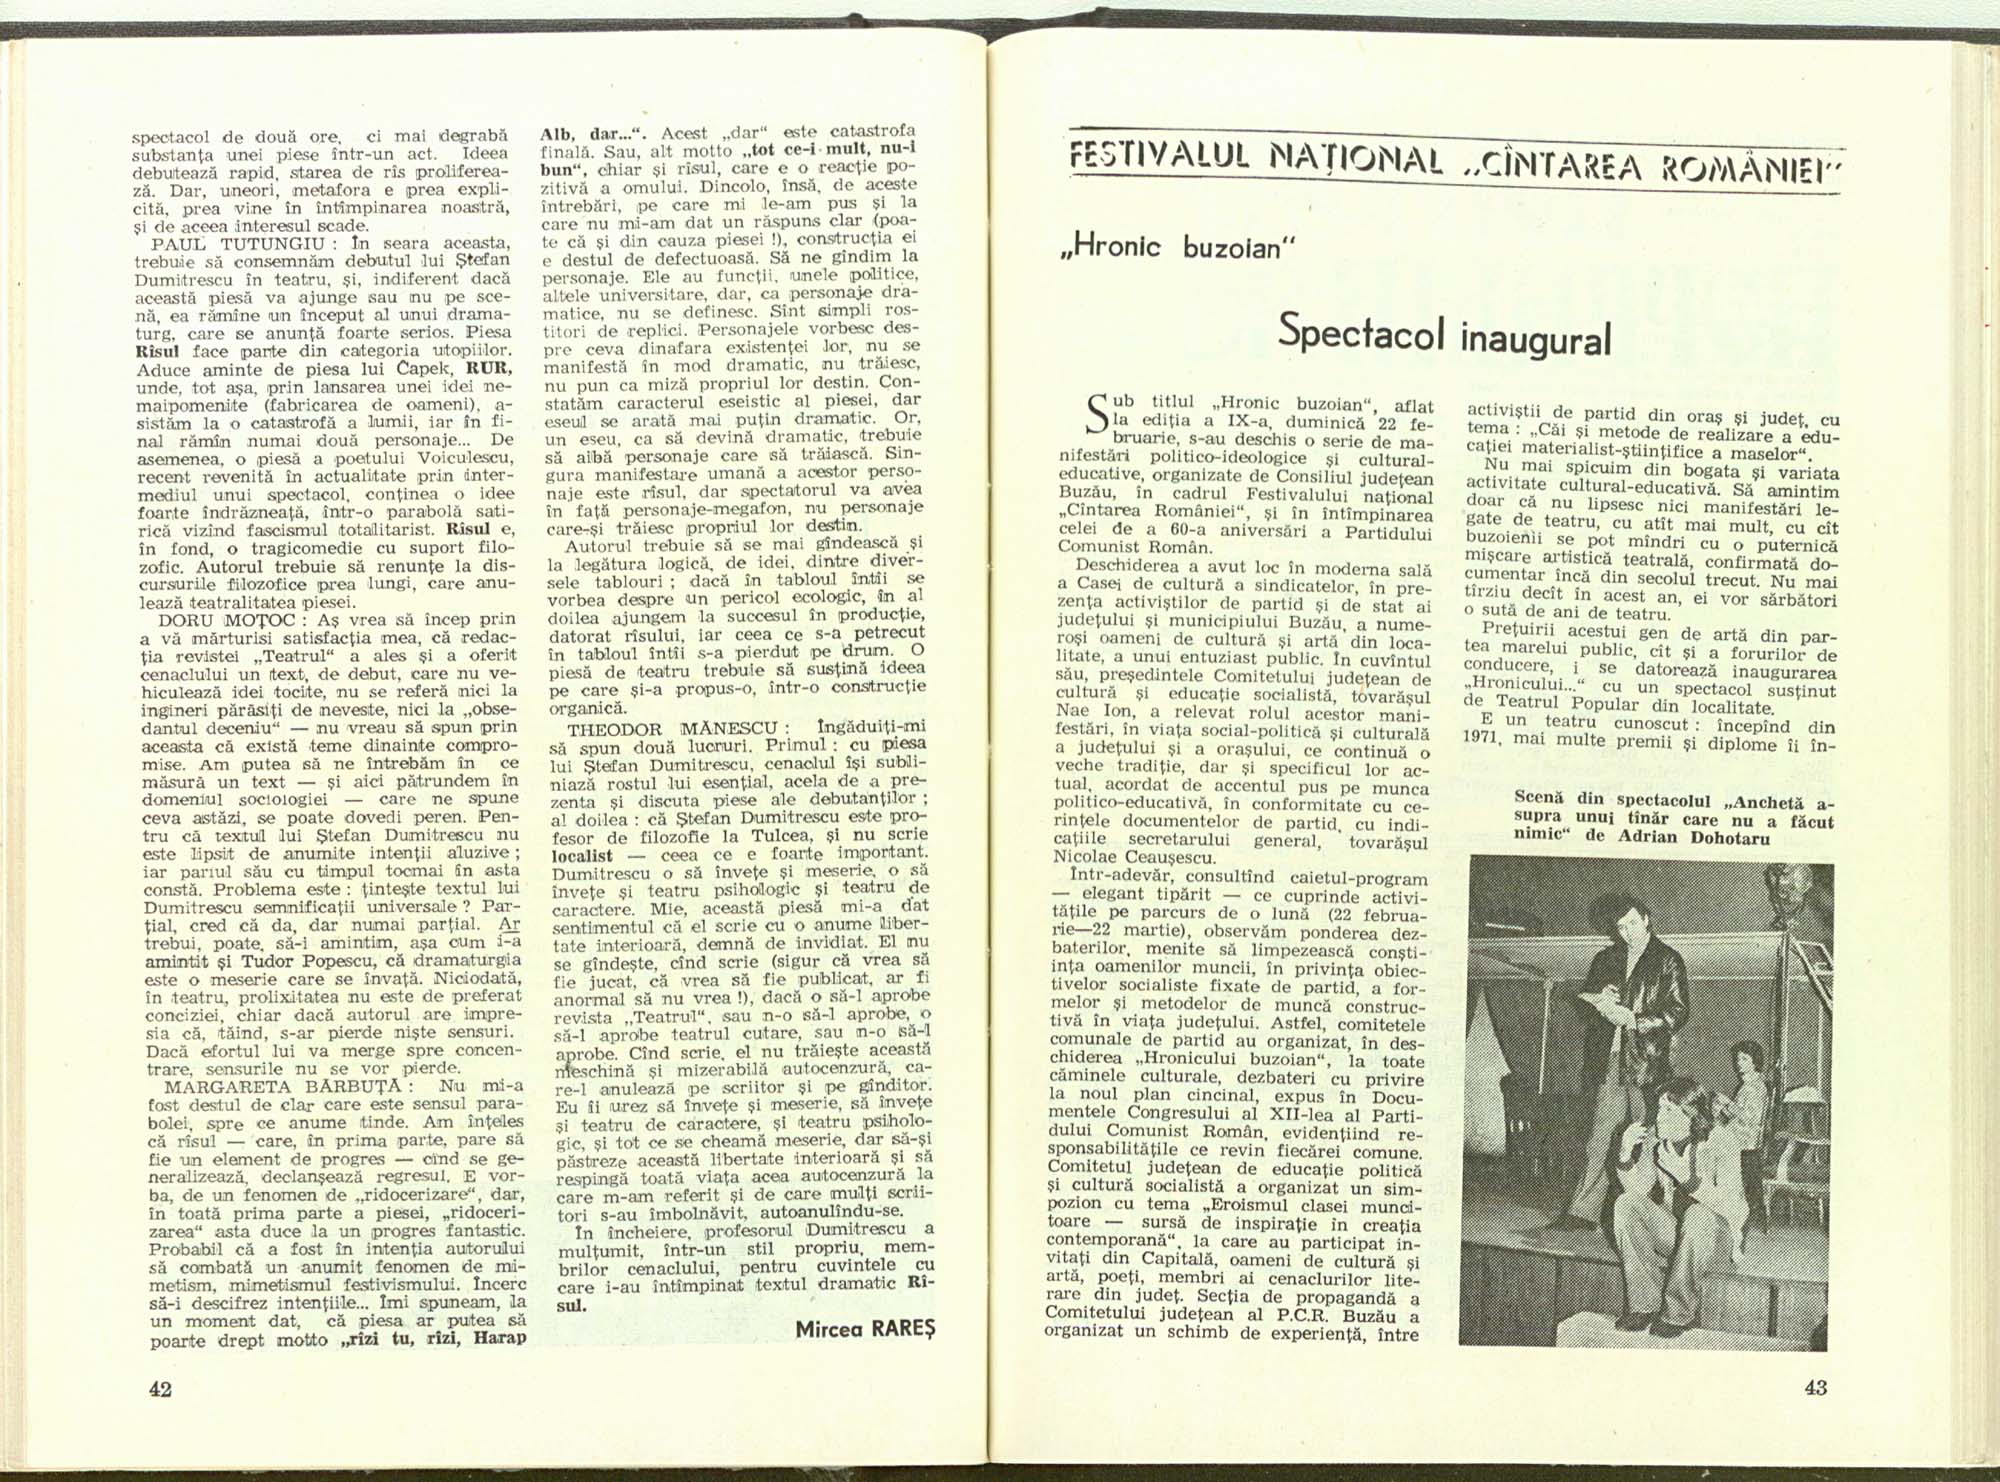 spectacol de două ore, ci mai degrabă
substanța unei piese într-un act. Ideea
debutează rapid, starea de rîs proliferea-
ză. Dar, uneori, metafora e prea expli-
cită, prea vine în întîmpinarea noastră,
și de aceea interesul scade.
PAUL TUTUNGIU : În seara aceasta,
trebuie să consemnăm debutul lui Ștefan
Dumitrescu în teatru, și, indiferent dacă
această piesă va ajunge sau nu pe sce-
nă, ea rămîne un început al unui drama-
turg, care se anunță foarte serios. Piesa
Rîsul face parte din categoria utopiilor.
Aduce aminte de piesa lui Čapek, RUR,
unde, tot așa, prin lansarea unei idei ne-
maipomenite (fabricarea de oameni), a-
sistăm la o catastrofă a lumii, iar în fi-
nal rămîn numai două personaje... De
asemenea, o piesă a poetului Voiculescu,
recent revenită în actualitate prin inter-
mediul unui spectacol, conținea o idee
foarte îndrăzneață, într-o parabolă sati-
rică vizînd fascismul totalitarist. Rîsul e,
în fond, o tragicomedie cu suport filo-
zofic. Autorul trebuie să renunțe la dis-
cursurile filozofice prea lungi, care anu-
lează teatralitatea piesei.
DORU MOȚOC : Aș vrea să încep prin
a vă mărturisi satisfacția mea, că redac-
ția revistei „Teatrul“ a ales și a oferit
cenaclului un text, de debut, care nu ve-
hiculează idei tocite, nu se referă nici la
ingineri părăsiți de neveste, nici la „obse-
dantul deceniu“ — nu vreau să spun prin
aceasta că există teme dinainte compro-
mise. Am putea să ne întrebăm în ce
măsură un text — și aici pătrundem în
domeniul sociologiei — care ne spune
ceva astăzi, se poate dovedi peren. Pen-
tru că textul lui Ștefan Dumitrescu nu
este lipsit de anumite intenții aluzive ;
iar pariul său cu timpul tocmai în asta
constă. Problema este : țintește textul lui
Dumitrescu semnificații universale ? Par-
țial, cred că da, dar numai parțial. Ar
trebui, poate, să-i amintim, așa cum i-a
amintit și Tudor Popescu, că dramaturgia
este o meserie care se învață. Niciodată,
în teatru, prolixitatea nu este de preferat
conciziei, chiar dacă autorul are impre-
sia că, tăind, s-ar pierde niște sensuri.
Dacă efortul lui va merge spre concen-
trare, sensurile nu se vor pierde.
MARGARETA BĂRBUȚĂ : Nu mi-a
fost destul de clar care este sensul para-
bolei, spre ce anume tinde. Am înțeles
că rîsul — care, în prima parte, pare să
fie un element de progres — cînd se ge-
neralizează, declanșează regresul. E vor-
ba, de un fenomen de „ridocerizare“, dar,
în toată prima parte a piesei, „ridoceri-
zarea“ asta duce la un progres fantastic.
Probabil că a fost în intenția autorului
să combată un anumit fenomen de mi-
metism, mimetismul festivismului. Încerc
să-i descifrez intențiile... Îmi spuneam, la
un moment dat, că piesa ar putea să
poarte drept motto „rîzi tu, rîzi, Harap
42
Alb, dar...“. Acest „dar“ este catastrofa
finală. Sau, alt motto „tot ce-i mult, nu-i
bun“, chiar și rîsul, care e o reacție po-
zitivă a omului. Dincolo, însă, de aceste
întrebări, pe care mi le-am pus și la
care nu mi-am dat un răspuns clar (poa-
te că și din cauza piesei !), construcția ei
e destul de defectuoasă. Să ne gîndim la
personaje. Ele au funcții, unele politice,
altele universitare, dar, ca personaje dra-
matice, nu se definesc. Sînt simpli ros-
titori de replici. Personajele vorbesc des-
pre ceva dinafara existenței lor, nu se
manifestă în mod dramatic, nu trăiesc,
nu pun ca miză propriul lor destin. Con-
statăm caracterul eseistic al piesei, dar
eseul se arată mai puțin dramatic. Or,
un eseu, ca să devină dramatic, trebuie
să aibă personaje care să trăiască. Sin-
gura manifestare umană a acestor perso-
naje este rîsul, dar spectatorul va avea
în față personaje-megafon, nu personaje
care-și trăiesc propriul lor destin.
Autorul trebuie să se mai gîndească și
la legătura logică, de idei, dintre diver-
sele tablouri ; dacă în tabloul întîi se
vorbea despre un pericol ecologic, în al
doilea ajungem la succesul în producție,
datorat rîsului, iar ceea ce s-a petrecut
în tabloul întîi s-a pierdut pe drum. O
piesă de teatru trebuie să susțină ideea
pe care și-a propus-o, într-o construcție
organică.
THEODOR MĂNESCU : Îngăduiți-mi
să spun două lucruri. Primul : cu piesa
lui Ștefan Dumitrescu, cenaclul își subli-
niază rostul lui esențial, acela de a pre-
zenta și discuta piese ale debutanților ;
al doilea : că Ștefan Dumitrescu este pro-
fesor de filozofie la Tulcea, și nu scrie
localist — ceea ce e foarte important.
Dumitrescu o să învețe și meserie, o să
învețe și teatru psihologic și teatru de
caractere. Mie, această piesă mi-a dat
sentimentul că el scrie cu o anume liber-
tate interioară, demnă de invidiat. El nu
se gîndește, cînd scrie (sigur că vrea să
fie jucat, că vrea să fie publicat, ar fi
anormal să nu vrea !), dacă o să-l aprobe
revista „Teatrul“, sau n-o să-l aprobe, o
să-l aprobe teatrul cutare, sau n-o să-l
aprobe. Cînd scrie, el nu trăiește această
meschină și mizerabilă autocenzură, ca-
re-l anulează pe scriitor și pe gînditor.
Eu îi urez să învețe și meserie, să învețe
și teatru de caractere, și teatru psiholo-
gic, și tot ce se cheamă meserie, dar să-și
păstreze această libertate interioară și să
respingă toată viața acea autocenzură la
care m-am referit și de care mulți scrii-
tori s-au îmbolnăvit, autoanulîndu-se.
În încheiere, profesorul Dumitrescu a
mulțumit, într-un stil propriu, mem-
brilor cenaclului, pentru cuvintele cu
care i-au întîmpinat textul dramatic Rî-
sul.
Mircea RAREȘ
FESTIVALUL NAȚIONAL „CÎNTAREA ROMÂNIEI“
„Hronic buzoian“
Spectacol inaugural
Sub titlul „Hronic buzoian“, aflat
la ediția a IX-a, duminică 22 fe-
bruarie, s-au deschis o serie de ma-
nifestări politico-ideologice și cultural-
educative, organizate de Consiliul județean
Buzău, în cadrul Festivalului național
„Cîntarea României“, și în întîmpinarea
celei de a 60-a aniversări a Partidului
Comunist Român.
Deschiderea a avut loc în moderna sală
a Casei de cultură a sindicatelor, în pre-
zența activiștilor de partid și de stat ai
județului și municipiului Buzău, a nume-
roși oameni de cultură și artă din loca-
litate, a unui entuziast public. În cuvîntul
său, președintele Comitetului județean de
cultură și educație socialistă, tovarășul
Nae Ion, a relevat rolul acestor mani-
festări, în viața social-politică și culturală
a județului și a orașului, ce continuă o
veche tradiție, dar și specificul lor ac-
tual, acordat de accentul pus pe munca
politico-educativă, în conformitate cu ce-
rințele documentelor de partid, cu indi-
cațiile secretarului general, tovarășul
Nicolae Ceaușescu.
Într-adevăr, consultînd caietul-program
— elegant tipărit — ce cuprinde activi-
tățile pe parcurs de o lună (22 februa-
rie—22 martie), observăm ponderea dez-
baterilor, menite să limpezească conști-
ința oamenilor muncii, în privința obiec-
tivelor socialiste fixate de partid, a for-
melor și metodelor de muncă construc-
tivă în viața județului. Astfel, comitetele
comunale de partid au organizat, în des-
chiderea „Hronicului buzoian“, la toate
căminele culturale, dezbateri cu privire
la noul plan cincinal, expus în Docu-
mentele Congresului al XII-lea al Parti-
dului Comunist Român, evidențiind re-
sponsabilitățile ce revin fiecărei comune.
Comitetul județean de educație politică
și cultură socialistă a organizat un sim-
pozion cu tema „Eroismul clasei munci-
toare — sursă de inspirație în creația
contemporană“, la care au participat in-
vitați din Capitală, oameni de cultură și
artă, poeți, membri ai cenaclurilor lite-
rare din județ. Secția de propagandă a
Comitetului județean al P.C.R. Buzău a
organizat un schimb de experiență, între
activiștii de partid din oraș și județ, cu
tema : „Căi și metode de realizare a edu-
cației materialist-științifice a maselor“.
Nu mai spicuim din bogata și variata
activitate cultural-educativă. Să amintim
doar că nu lipsesc nici manifestări le-
gate de teatru, cu atît mai mult, cu cît
buzoienii se pot mîndri cu o puternică
mișcare artistică teatrală, confirmată do-
cumentar încă din secolul trecut. Nu mai
tîrziu decît în acest an, ei vor sărbători
o sută de ani de teatru.
Prețuirii acestui gen de artă din par-
tea marelui public, cît și a forurilor de
conducere, i se datorează inaugurarea
„Hronicului...“ cu un spectacol susținut
de Teatrul Popular din localitate.
E un teatru cunoscut : începînd din
1971, mai multe premii și diplome îi în-
Scenă din spectacolul „Anchetă a-
supra unui tînăr care nu a făcut
nimic“ de Adrian Dohotaru
43